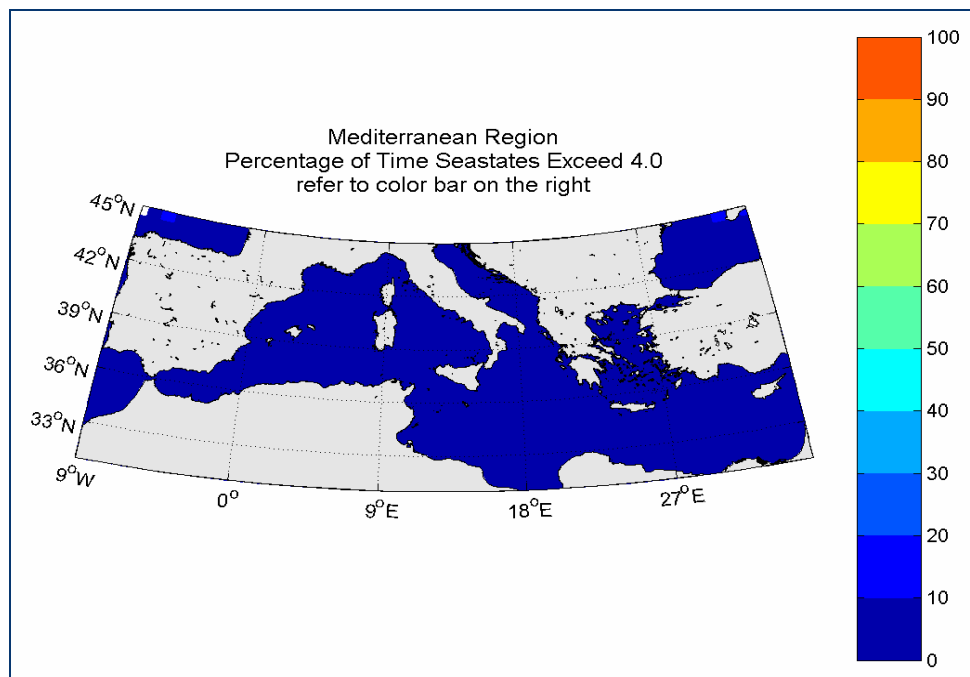 Mediterranean Region
Percentage of Time Seastates Exceed 4.0
refer to color bar on the right
45°N
42°N
39°N
36°N
33°N
9°W
0°
9°E
18°E
27°E
100
90
80
70
60
50
40
30
20
10
0